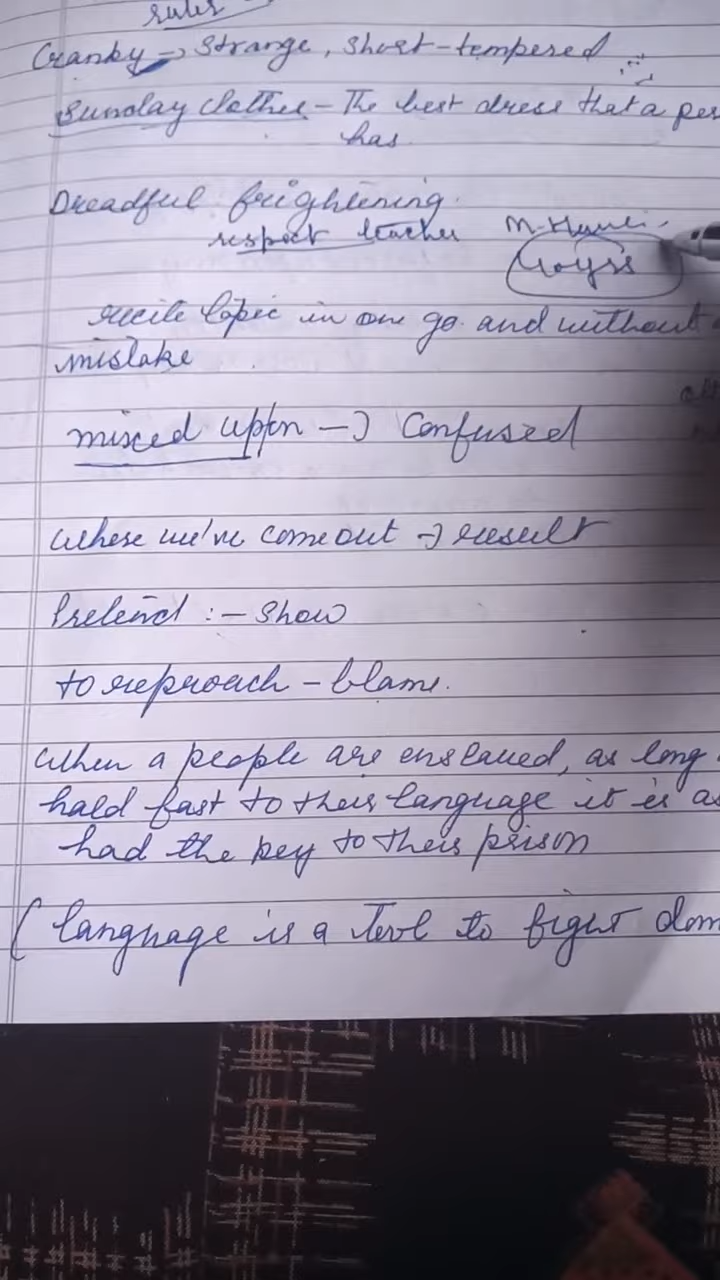 rules
Cranky → Strange, short-tempered
Sunday clothes - The best dress that a per
has
Dreadful frightening.
respect teacher M. Hamel
40yrs
recite topic in one go and without
mistake
mixed upon → Confused
where we've come out → result
Pretend :- show
to reproach - blame.
when a people are enslaved, as long
hold fast to their language it is as
had the key to their prison
( language is a tool to fight dom